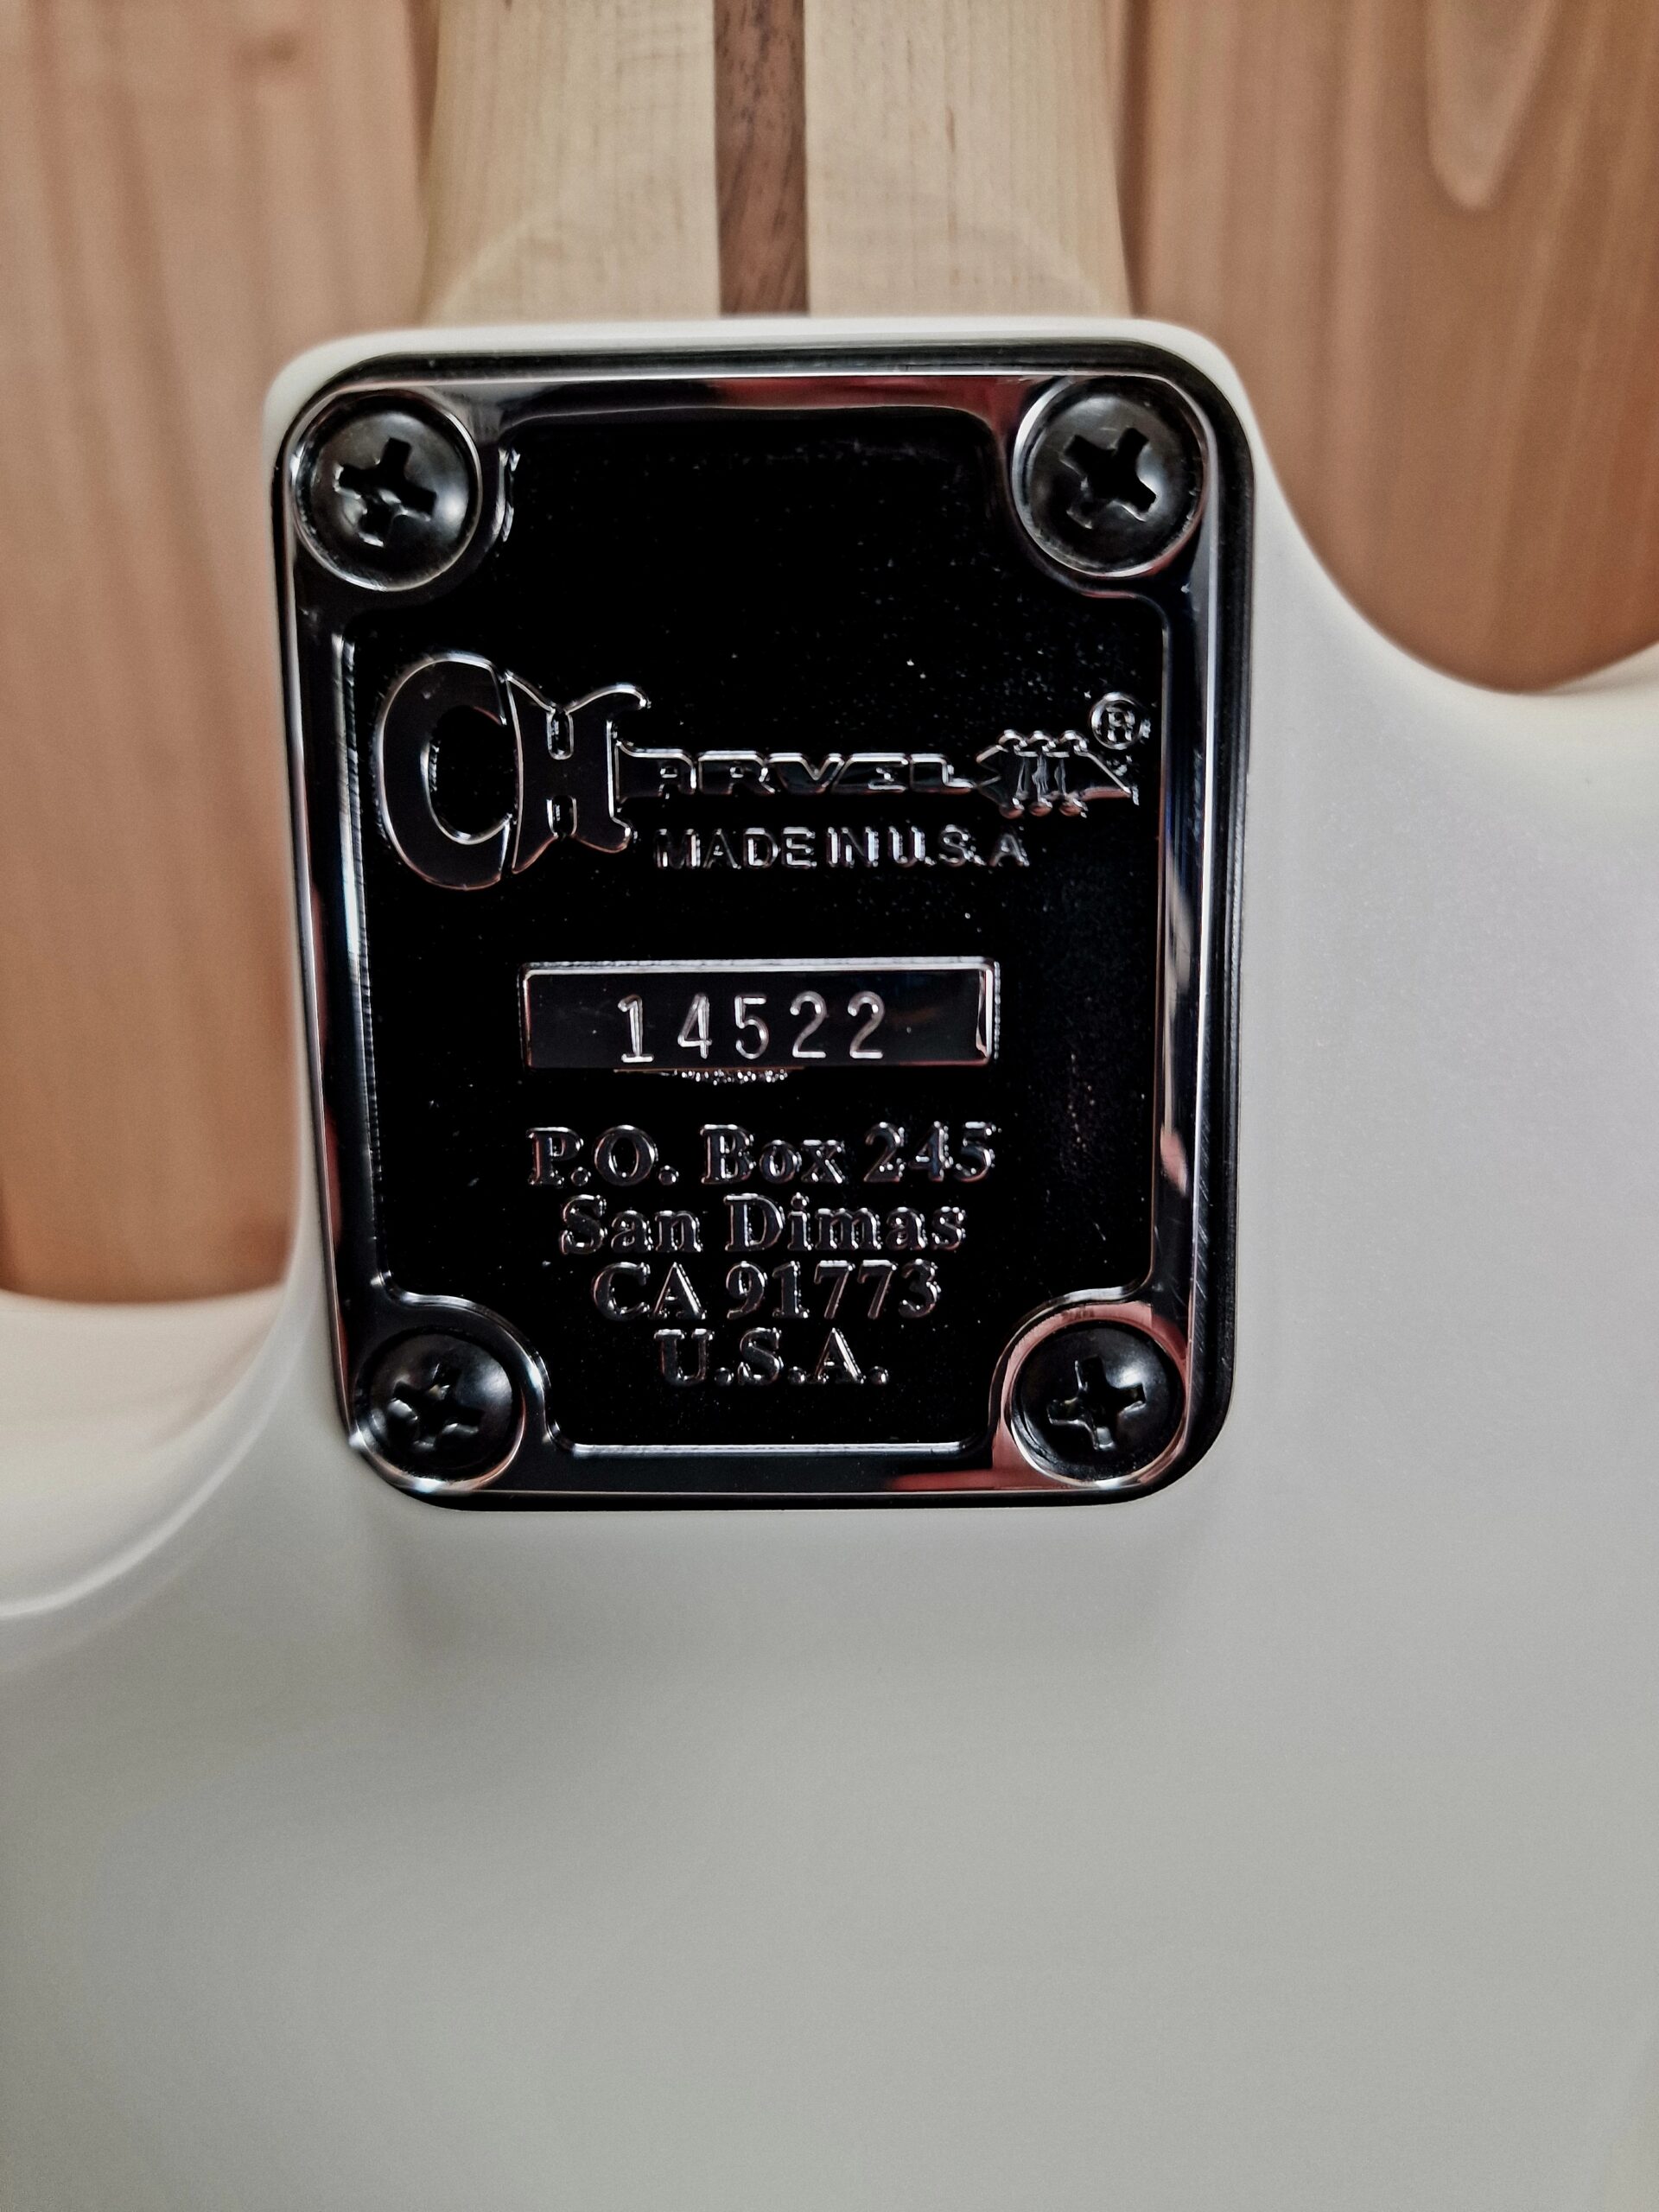 CHARVEL ®
MADE IN U.S.A
14522
P.O. Box 245
San Dimas
CA 91773
U.S.A.